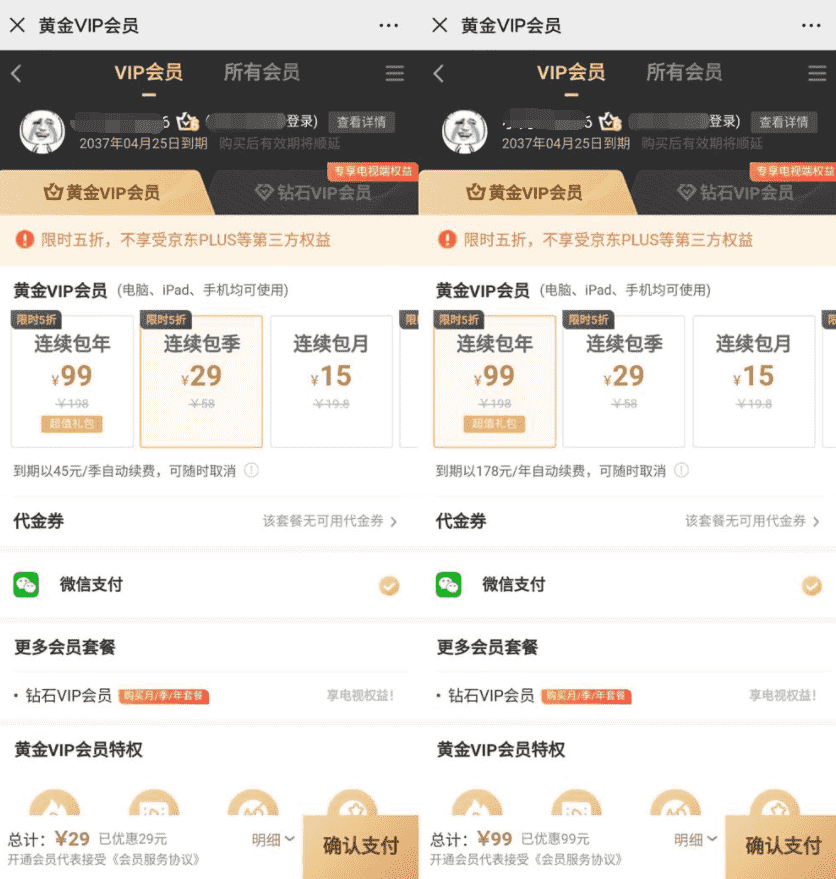 黄金VIP会员
VIP会员 所有会员
6 登录) 查看详情
2037年04月25日到期 购买后有效期将顺延
专享电视端权益
黄金VIP会员 钻石VIP会员
限时五折，不享受京东PLUS等第三方权益
黄金VIP会员 (电脑、iPad、手机均可使用)
限时5折 限时5折 限
连续包年 连续包季 连续包月
¥99 ¥29 ¥15
¥198 ¥58 ¥19.8
超值礼包
到期以45元/季自动续费，可随时取消
代金券 该套餐无可用代金券
微信支付
更多会员套餐
· 钻石VIP会员 购买月/季/年套餐 享电视权益!
黄金VIP会员特权
总计：¥29 已优惠29元 明细 确认支付
开通会员代表接受《会员服务协议》
黄金VIP会员
VIP会员 所有会员
6 登录) 查看详情
2037年04月25日到期 购买后有效期将顺延
专享电视端权益
黄金VIP会员 钻石VIP会员
限时五折，不享受京东PLUS等第三方权益
黄金VIP会员 (电脑、iPad、手机均可使用)
限时5折 限时5折 限
连续包年 连续包季 连续包月
¥99 ¥29 ¥15
¥198 ¥58 ¥19.8
超值礼包
到期以178元/年自动续费，可随时取消
代金券 该套餐无可用代金券
微信支付
更多会员套餐
· 钻石VIP会员 购买月/季/年套餐 享电视权益!
黄金VIP会员特权
总计：¥99 已优惠99元 明细 确认支付
开通会员代表接受《会员服务协议》